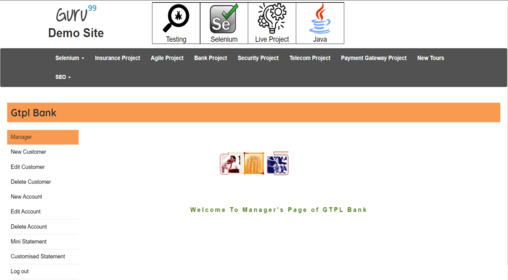 Guru99
Demo Site
Testing
Selenium
Live Project
Java
Selenium Insurance Project Agile Project Bank Project Security Project Telecom Project Payment Gateway Project New Tours
SEO
Gtpl Bank
Manager
New Customer
Edit Customer
Delete Customer
New Account
Edit Account
Delete Account
Mini Statement
Customised Statement
Log out
Se
Welcome To Manager's Page of GTPL Bank